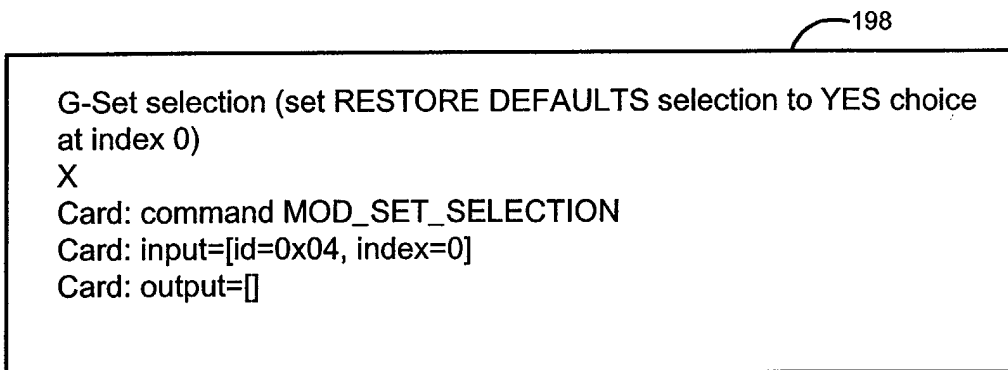 198
G-Set selection (set RESTORE DEFAULTS selection to YES choice
at index 0)
X
Card: command MOD_SET_SELECTION
Card: input=[id=0x04, index=0]
Card: output=[]